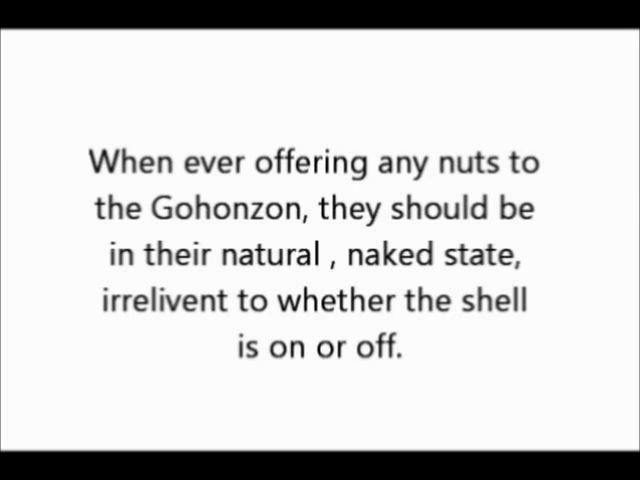 When ever offering any nuts to
the Gohonzon, they should be
in their natural , naked state,
irrelivent to whether the shell
is on or off.